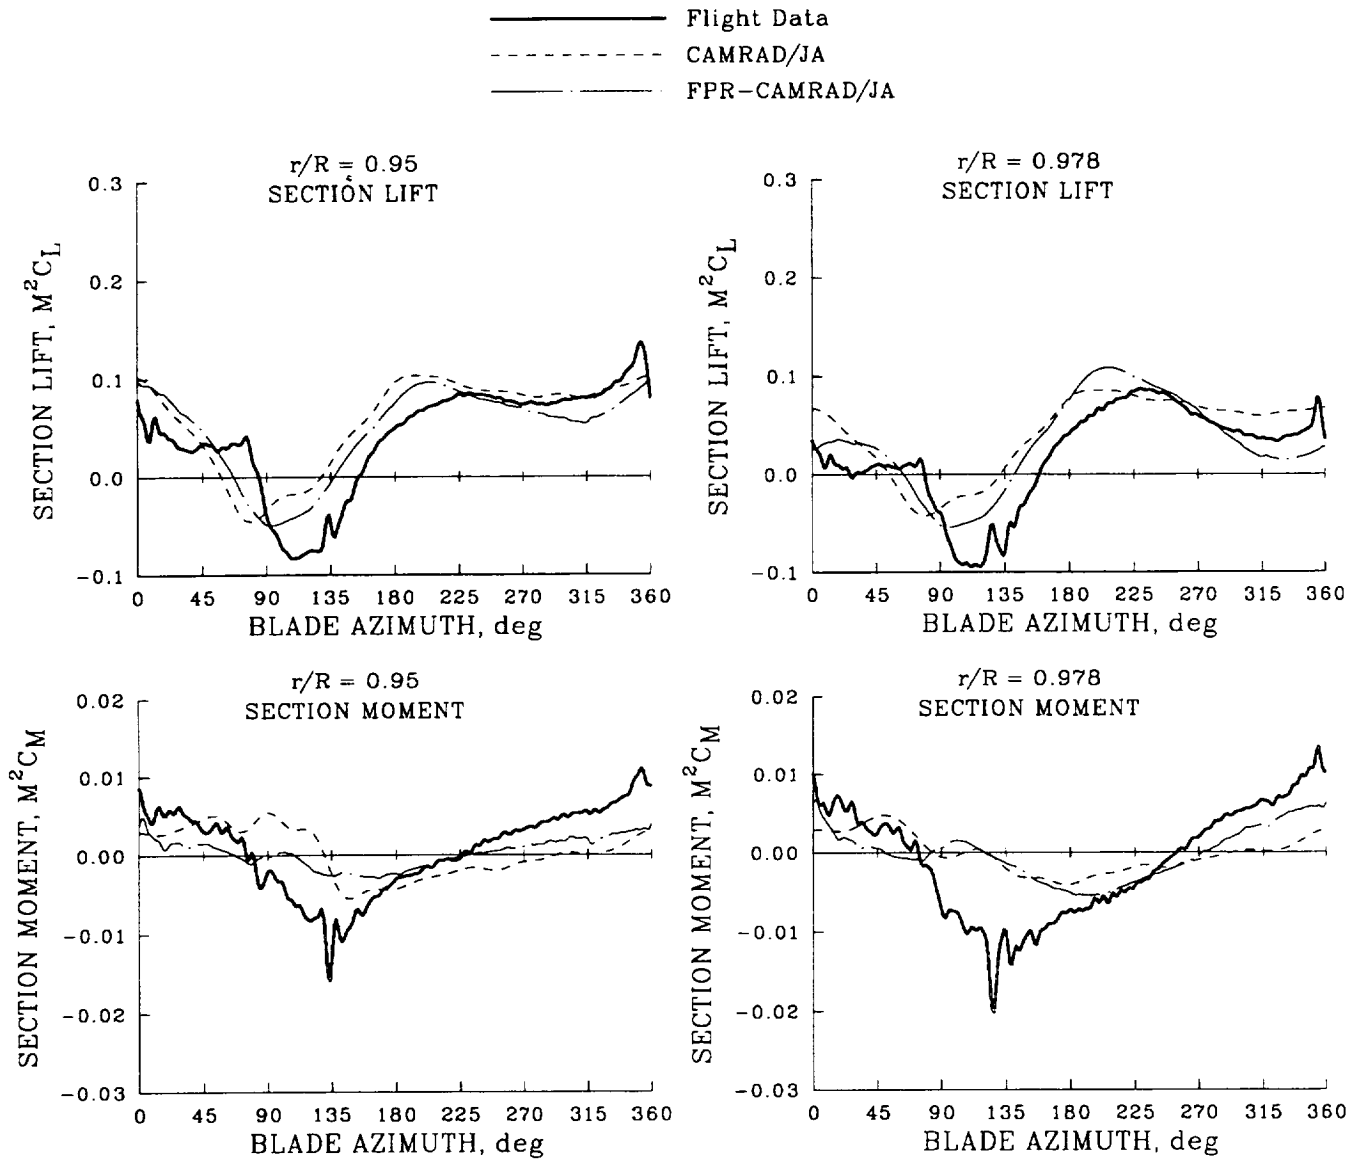 Flight Data
CAMRAD/JA
FPR-CAMRAD/JA
r/R = 0.95
SECTION LIFT
SECTION LIFT, M²C_L
0.3
0.2
0.1
0.0
-0.1
0 45 90 135 180 225 270 315 360
BLADE AZIMUTH, deg
r/R = 0.978
SECTION LIFT
SECTION LIFT, M²C_L
0.3
0.2
0.1
0.0
-0.1
0 45 90 135 180 225 270 315 360
BLADE AZIMUTH, deg
r/R = 0.95
SECTION MOMENT
SECTION MOMENT, M²C_M
0.02
0.01
0.00
-0.01
-0.02
-0.03
0 45 90 135 180 225 270 315 360
BLADE AZIMUTH, deg
r/R = 0.978
SECTION MOMENT
SECTION MOMENT, M²C_M
0.02
0.01
0.00
-0.01
-0.02
-0.03
0 45 90 135 180 225 270 315 360
BLADE AZIMUTH, deg